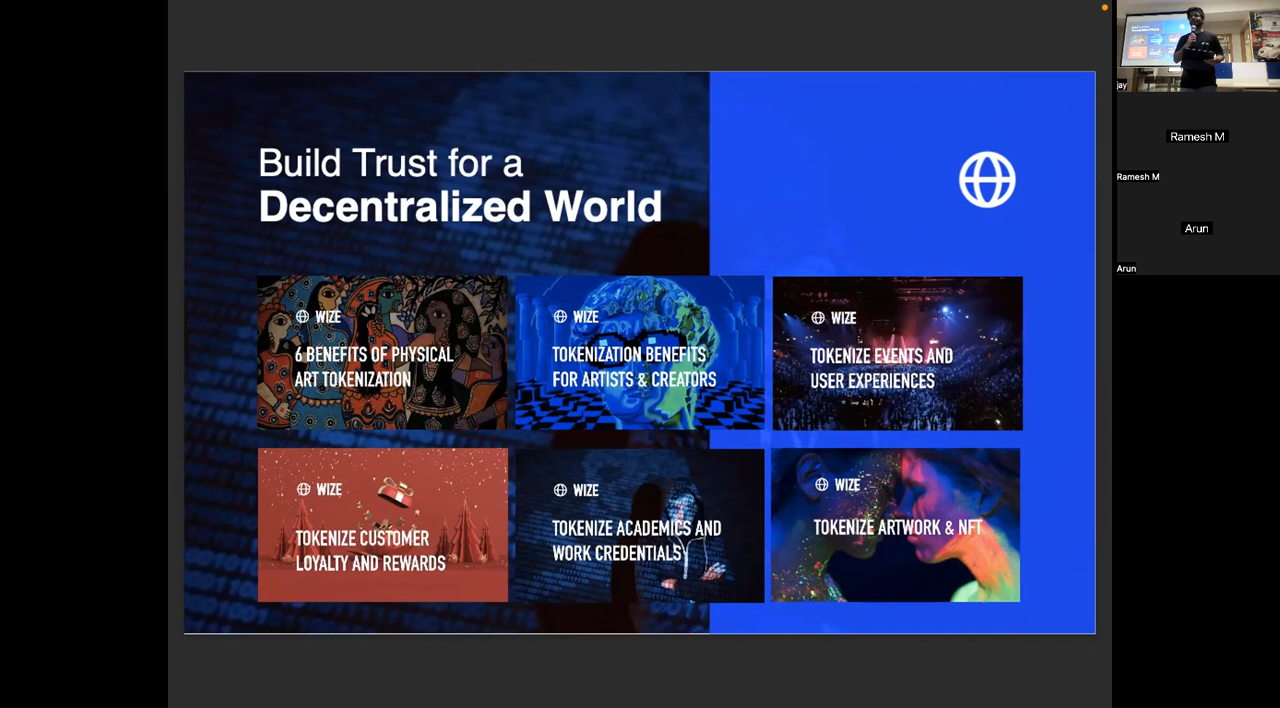 Build Trust for a
Decentralized World
WIZE
6 BENEFITS OF PHYSICAL
ART TOKENIZATION
WIZE
TOKENIZATION BENEFITS
FOR ARTISTS & CREATORS
WIZE
TOKENIZE EVENTS AND
USER EXPERIENCES
WIZE
TOKENIZE CUSTOMER
LOYALTY AND REWARDS
WIZE
TOKENIZE ACADEMICS AND
WORK CREDENTIALS
WIZE
TOKENIZE ARTWORK & NFT
jay
Ramesh M
Ramesh M
Arun
Arun